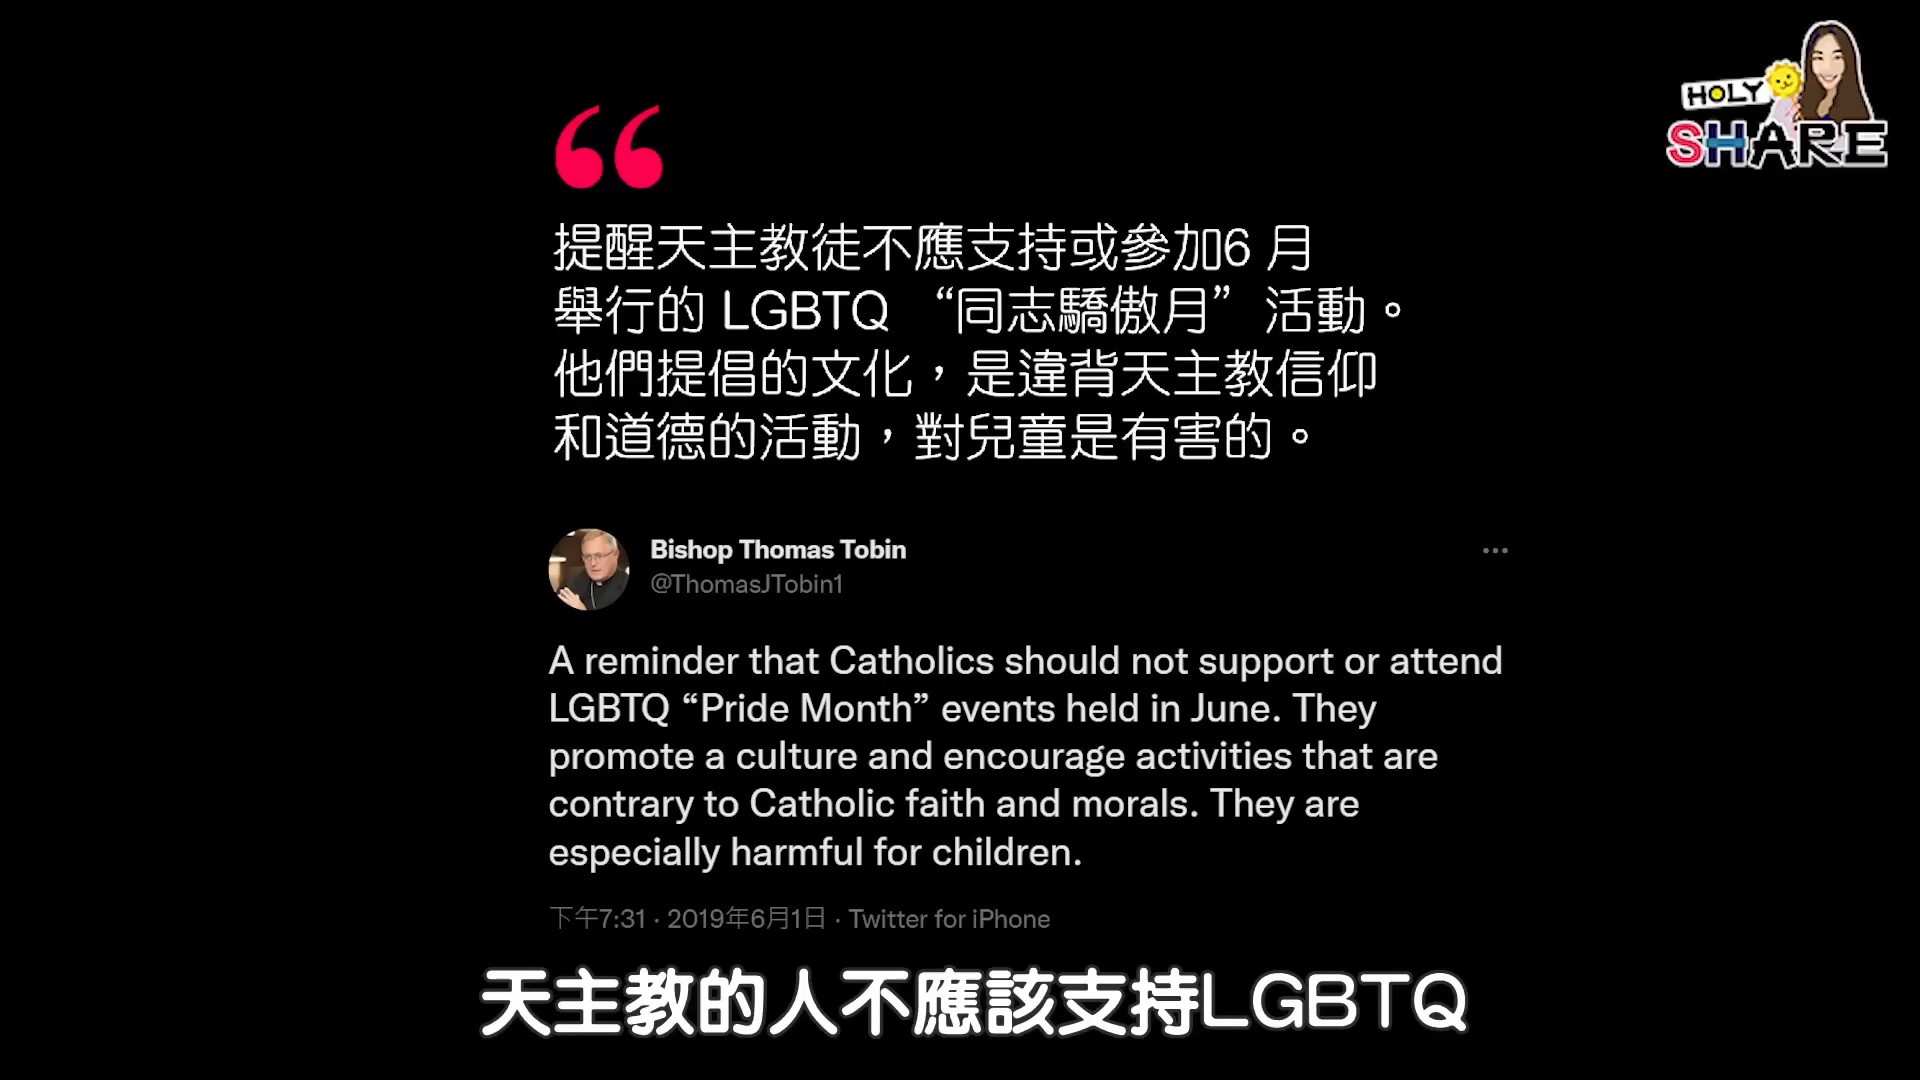 HOLY
SHARE
“
提醒天主教徒不應支持或參加6 月
舉行的 LGBTQ “同志驕傲月” 活動。
他們提倡的文化，是違背天主教信仰
和道德的活動，對兒童是有害的。
Bishop Thomas Tobin
@ThomasJTobin1
A reminder that Catholics should not support or attend
LGBTQ “Pride Month” events held in June. They
promote a culture and encourage activities that are
contrary to Catholic faith and morals. They are
especially harmful for children.
下午7:31 · 2019年6月1日 · Twitter for iPhone
天主教的人不應該支持LGBTQ